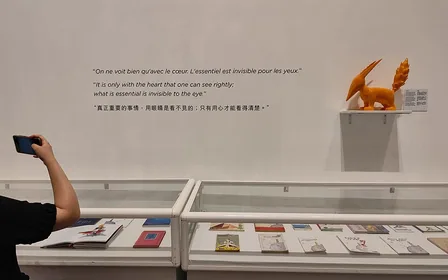 “On ne voit bien qu'avec le cœur. L'essentiel est invisible pour les yeux.”
“It is only with the heart that one can see rightly;
what is essential is invisible to the eye.”
“真正重要的事情，用眼睛是看不見的；只有用心才能看得清楚。”